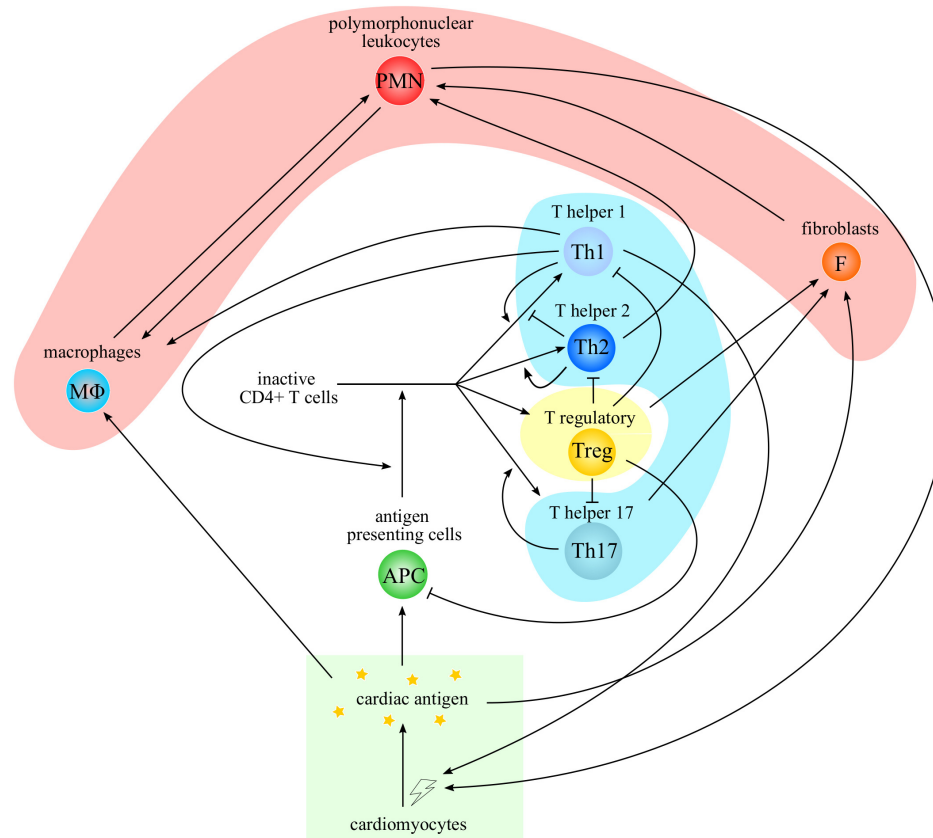 polymorphonuclear
leukocytes
PMN
T helper 1
Th1
fibroblasts
F
T helper 2
Th2
macrophages
MΦ
inactive
CD4+ T cells
T regulatory
Treg
T helper 17
Th17
antigen
presenting cells
APC
cardiac antigen
cardiomyocytes